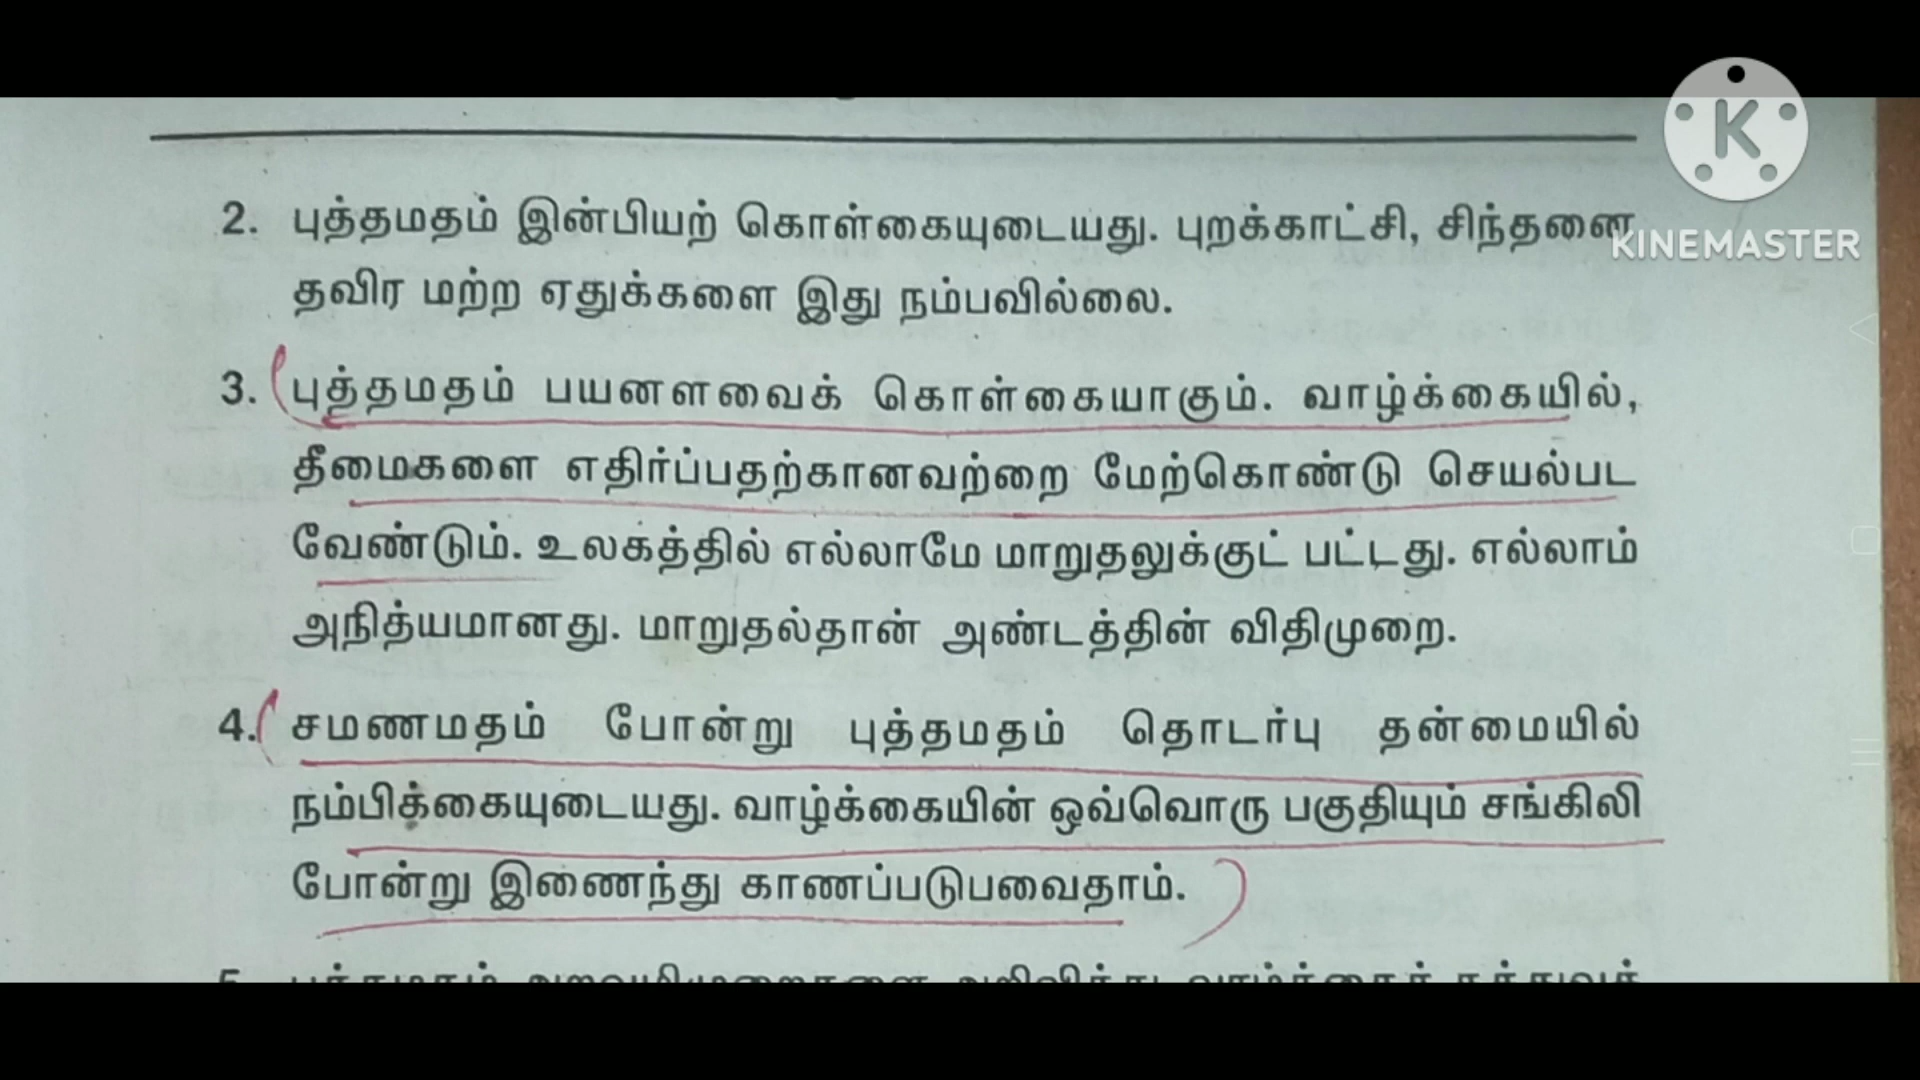 KINEMASTER
2. புத்தமதம் இன்பியற் கொள்கையுடையது. புறக்காட்சி, சிந்தனை
தவிர மற்ற ஏதுக்களை இது நம்பவில்லை.
3. புத்தமதம் பயனளவைக் கொள்கையாகும். வாழ்க்கையில்,
தீமைகளை எதிர்ப்பதற்கானவற்றை மேற்கொண்டு செயல்பட
வேண்டும். உலகத்தில் எல்லாமே மாறுதலுக்குட் பட்டது. எல்லாம்
அநித்யமானது. மாறுதல்தான் அண்டத்தின் விதிமுறை.
4. சமணமதம் போன்று புத்தமதம் தொடர்பு தன்மையில்
நம்பிக்கையுடையது. வாழ்க்கையின் ஒவ்வொரு பகுதியும் சங்கிலி
போன்று இணைந்து காணப்படுபவைதாம்.